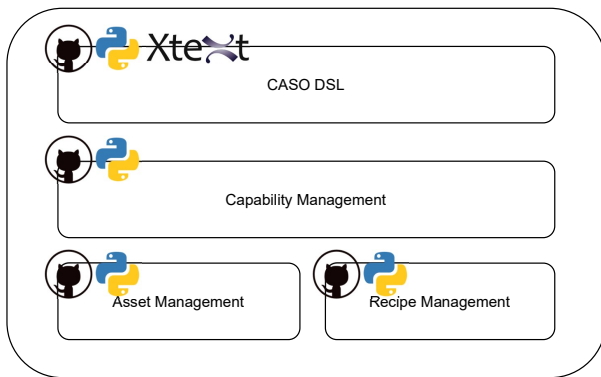 Xtext
CASO DSL
Capability Management
Asset Management
Recipe Management